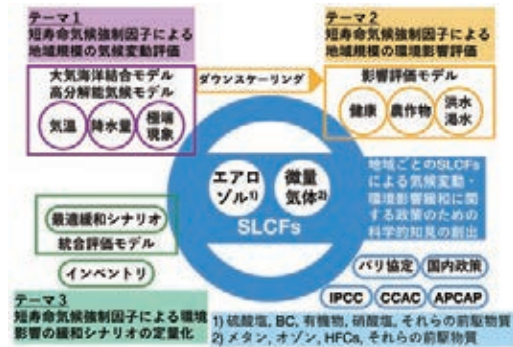 テーマ1
短寿命気候強制因子による
地域規模の気候変動評価
大気海洋結合モデル
高分解能気候モデル
気温
降水量
極端
現象
ダウンスケーリング
テーマ2
短寿命気候強制因子による
地域規模の環境影響評価
影響評価モデル
健康
農作物
洪水
渇水
エアロ
ゾル1)
微量
気体2)
SLCFs
地域ごとのSLCFs
による気候変動・
環境影響緩和に関
する政策のための
科学的知見の創出
最適緩和シナリオ
統合評価モデル
インベントリ
テーマ3
短寿命気候強制因子による環境
影響の緩和シナリオの定量化
パリ協定
国内政策
IPCC
CCAC
APCAP
1) 硫酸塩, BC, 有機物, 硝酸塩, それらの前駆物質
2) メタン, オゾン, HFCs, それらの前駆物質